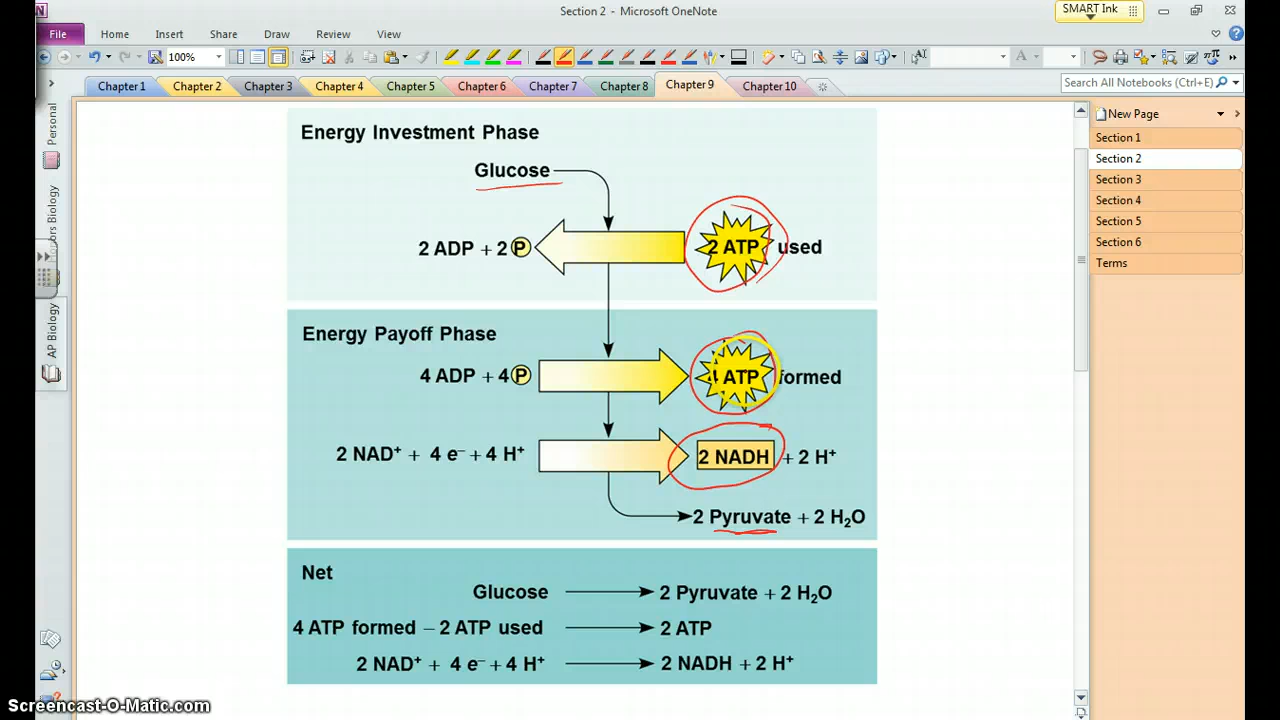 Section 2 - Microsoft OneNote
SMART Ink
File Home Insert Share Draw Review View
100%
Chapter 1 Chapter 2 Chapter 3 Chapter 4 Chapter 5 Chapter 6 Chapter 7 Chapter 8 Chapter 9 Chapter 10
Search All Notebooks (Ctrl+E)
New Page
Section 1
Section 2
Section 3
Section 4
Section 5
Section 6
Terms
Personal
Biology
AP Biology
Energy Investment Phase
Glucose
2 ADP + 2 P 2 ATP used
Energy Payoff Phase
4 ADP + 4 P 4 ATP formed
2 NAD⁺ + 4 e⁻ + 4 H⁺ 2 NADH + 2 H⁺
2 Pyruvate + 2 H₂O
Net
Glucose 2 Pyruvate + 2 H₂O
4 ATP formed − 2 ATP used 2 ATP
2 NAD⁺ + 4 e⁻ + 4 H⁺ 2 NADH + 2 H⁺
Screencast-O-Matic.com